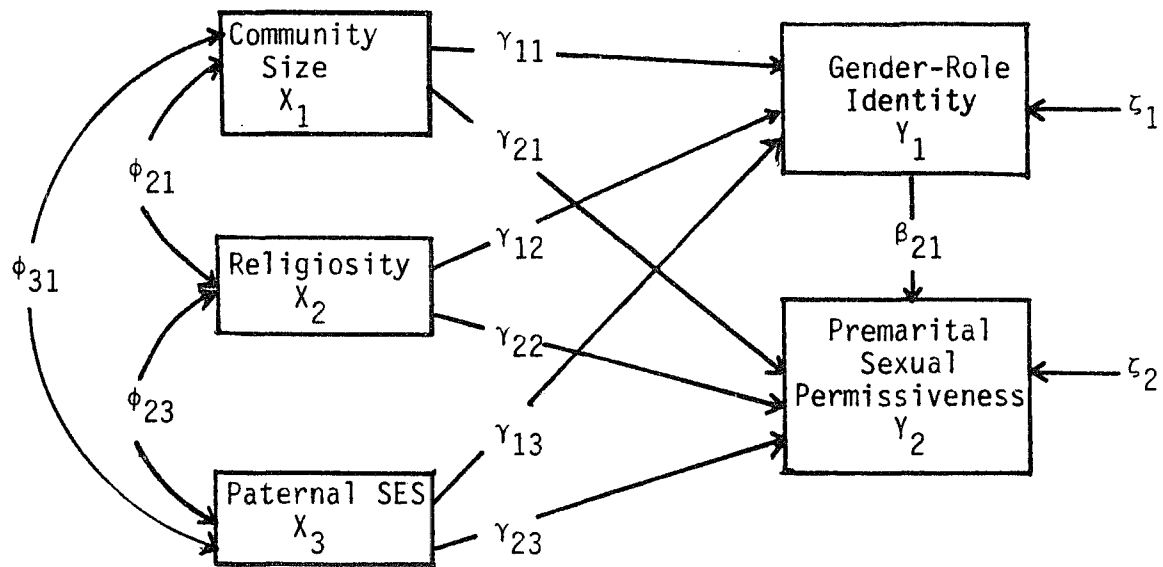 Community
Size
X1
γ11
γ21
Gender-Role
Identity
Y1
ζ1
ϕ21
ϕ31
Religiosity
X2
γ12
γ22
β21
Premarital
Sexual
Permissiveness
Y2
ζ2
ϕ23
Paternal SES
X3
γ13
γ23